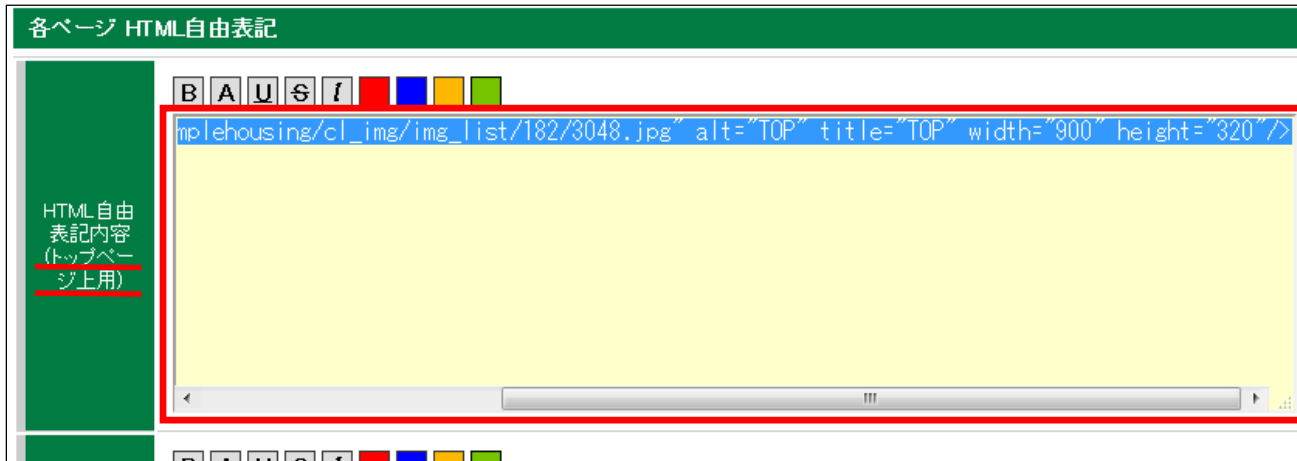 各ページ HTML自由表記
B A U S I
mplehousing/cl_img/img_list/182/3048.jpg" alt="TOP" title="TOP" width="900" height="320"/>
HTML自由
表記内容
(トップペー
ジ上用)
B A U S I